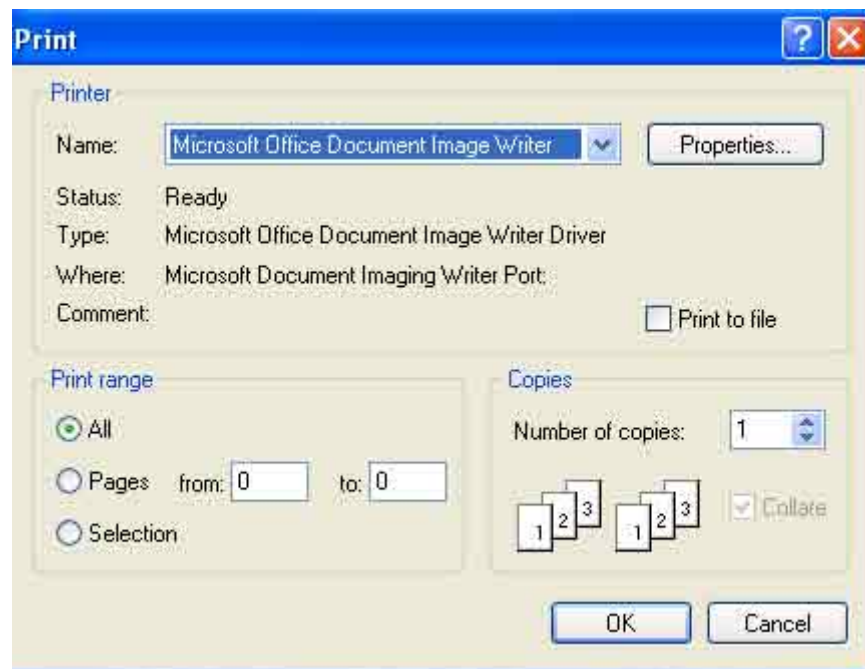 Print
Printer
Name: Microsoft Office Document Image Writer Properties...
Status: Ready
Type: Microsoft Office Document Image Writer Driver
Where: Microsoft Document Imaging Writer Port:
Comment: Print to file
Print range Copies
All Number of copies: 1
Pages from: 0 to: 0
1 2 3 1 2 3 Collate
Selection
OK Cancel